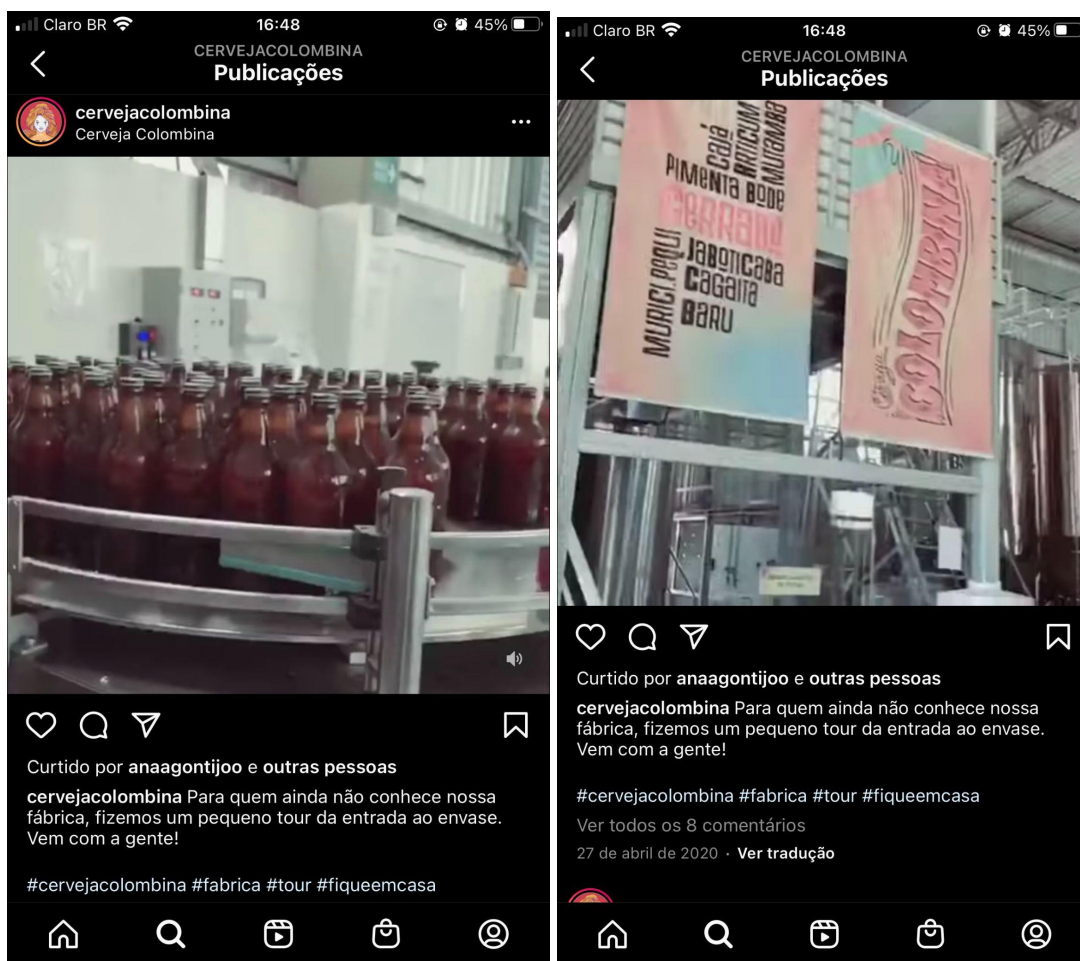 Claro BR
16:48
45%
CERVEJACOLOMBINA
Publicações
cervejacolombina
Cerveja Colombina
Curtido por anaagontijoo e outras pessoas
cervejacolombina Para quem ainda não conhece nossa
fábrica, fizemos um pequeno tour da entrada ao envase.
Vem com a gente!
#cervejacolombina #fabrica #tour #fiqueemcasa
Claro BR
16:48
45%
CERVEJACOLOMBINA
Publicações
CAJÁ
ARTICUM
MUTAMBA
PIMENTA BODE
CERRADO
MURICI.PEQUI
JABOTICABA
CAGAITA
BARU
Cerveja
COLOMBINA
Curtido por anaagontijoo e outras pessoas
cervejacolombina Para quem ainda não conhece nossa
fábrica, fizemos um pequeno tour da entrada ao envase.
Vem com a gente!
#cervejacolombina #fabrica #tour #fiqueemcasa
Ver todos os 8 comentários
27 de abril de 2020 · Ver tradução